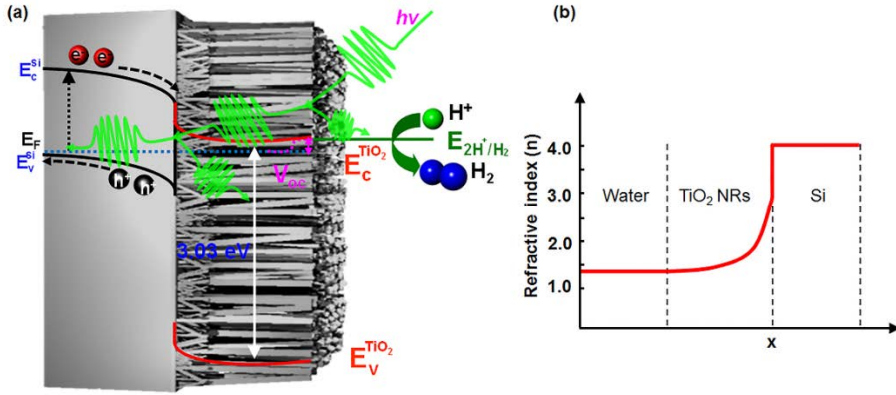 (a)
hν
e⁻ e⁻
E_c^si
H⁺
E_F
E_2H⁺/H₂
E_v^si
E_c^TiO₂
V_oc
H₂
h⁺ h⁺
3.03 eV
E_v^TiO₂
(b)
Refractive index (n)
4.0
3.0
2.0
1.0
Water
TiO₂ NRs
Si
x